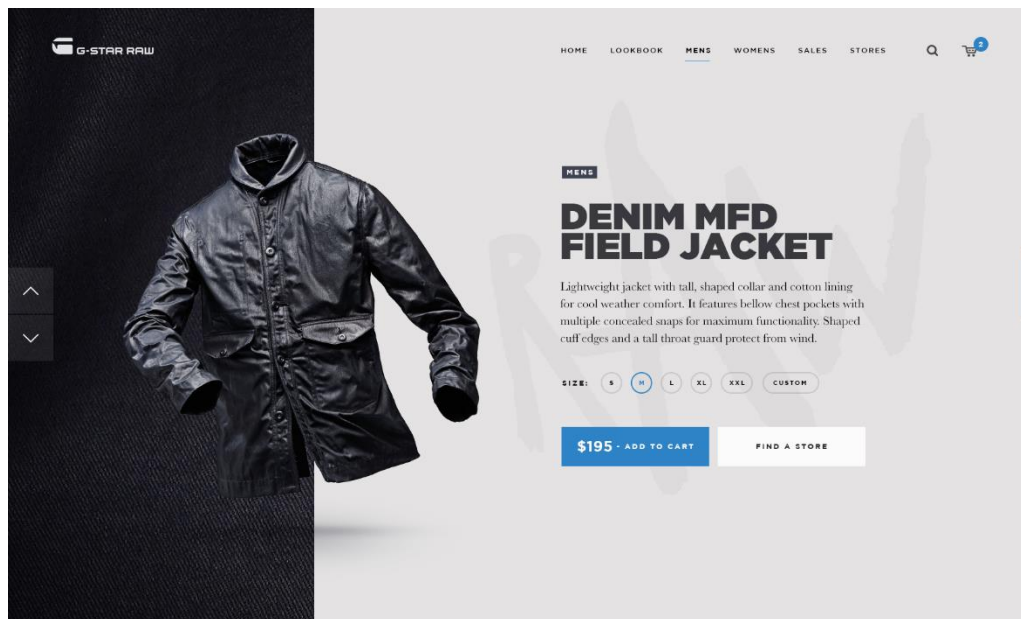 G-STAR RAW
HOME LOOKBOOK MENS WOMENS SALES STORES
2
RAW
MENS
DENIM MFD
FIELD JACKET
Lightweight jacket with tall, shaped collar and cotton lining
for cool weather comfort. It features bellow chest pockets with
multiple concealed snaps for maximum functionality. Shaped
cuff edges and a tall throat guard protect from wind.
SIZE: S M L XL XXL CUSTOM
$195 - ADD TO CART FIND A STORE